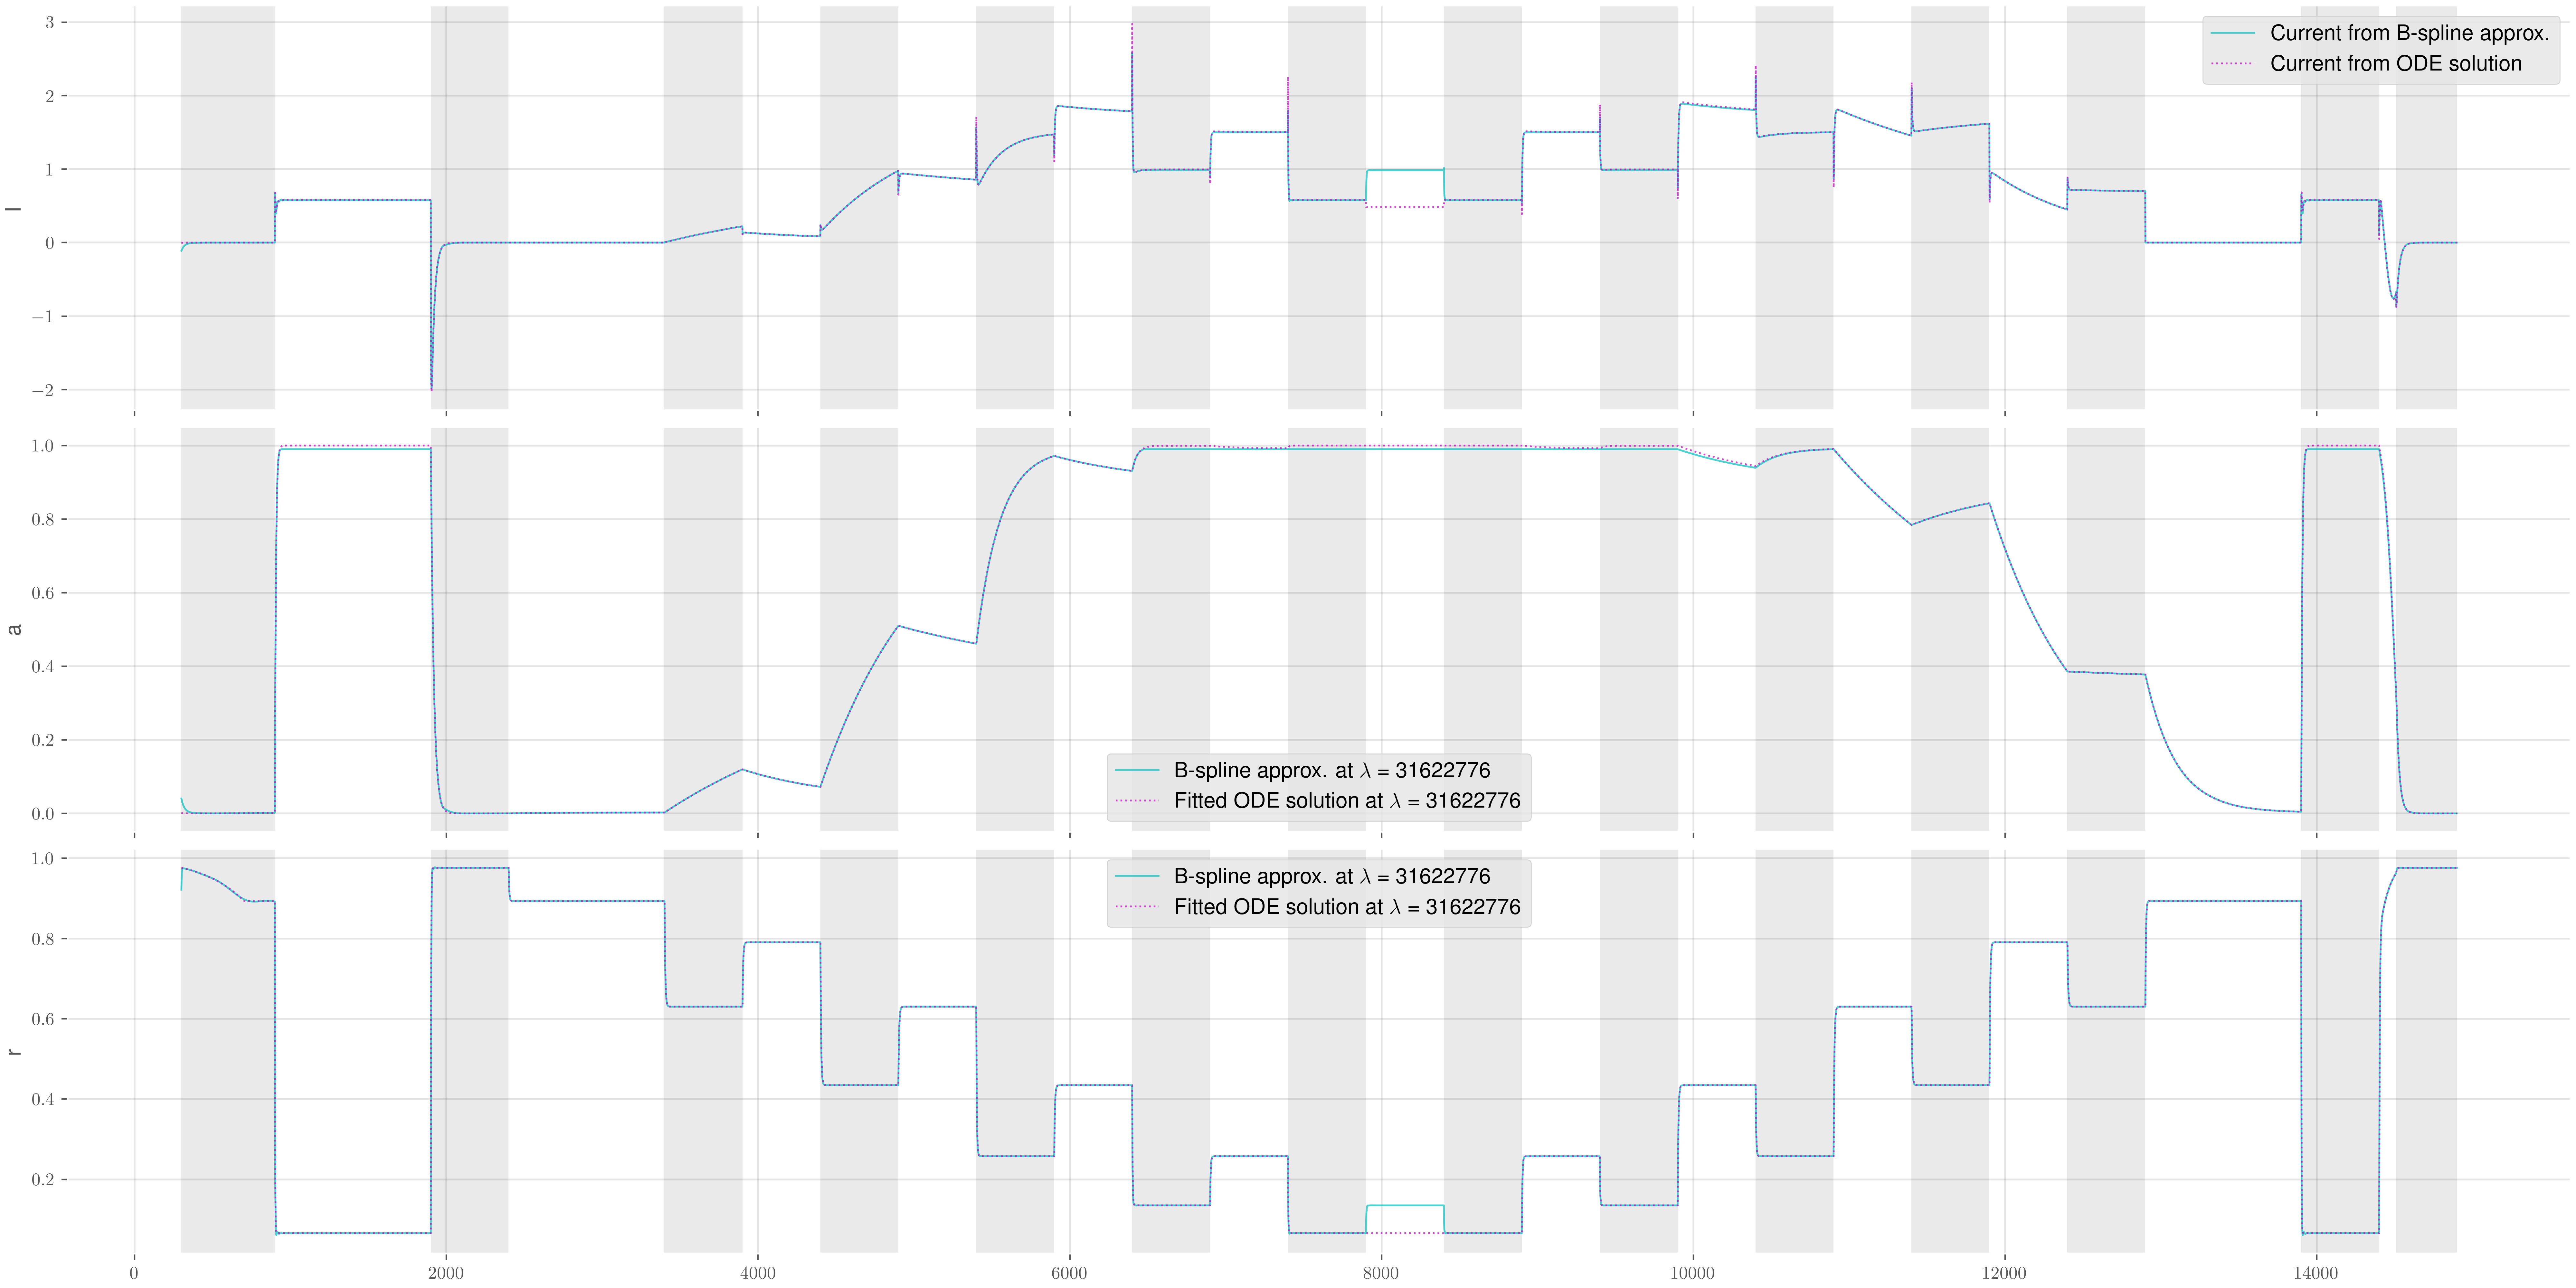 3
2
1
0
−1
−2
I
Current from B-spline approx.
Current from ODE solution
1.0
0.8
0.6
0.4
0.2
0.0
a
B-spline approx. at λ = 31622776
Fitted ODE solution at λ = 31622776
1.0
0.8
0.6
0.4
0.2
r
B-spline approx. at λ = 31622776
Fitted ODE solution at λ = 31622776
0 2000 4000 6000 8000 10000 12000 14000